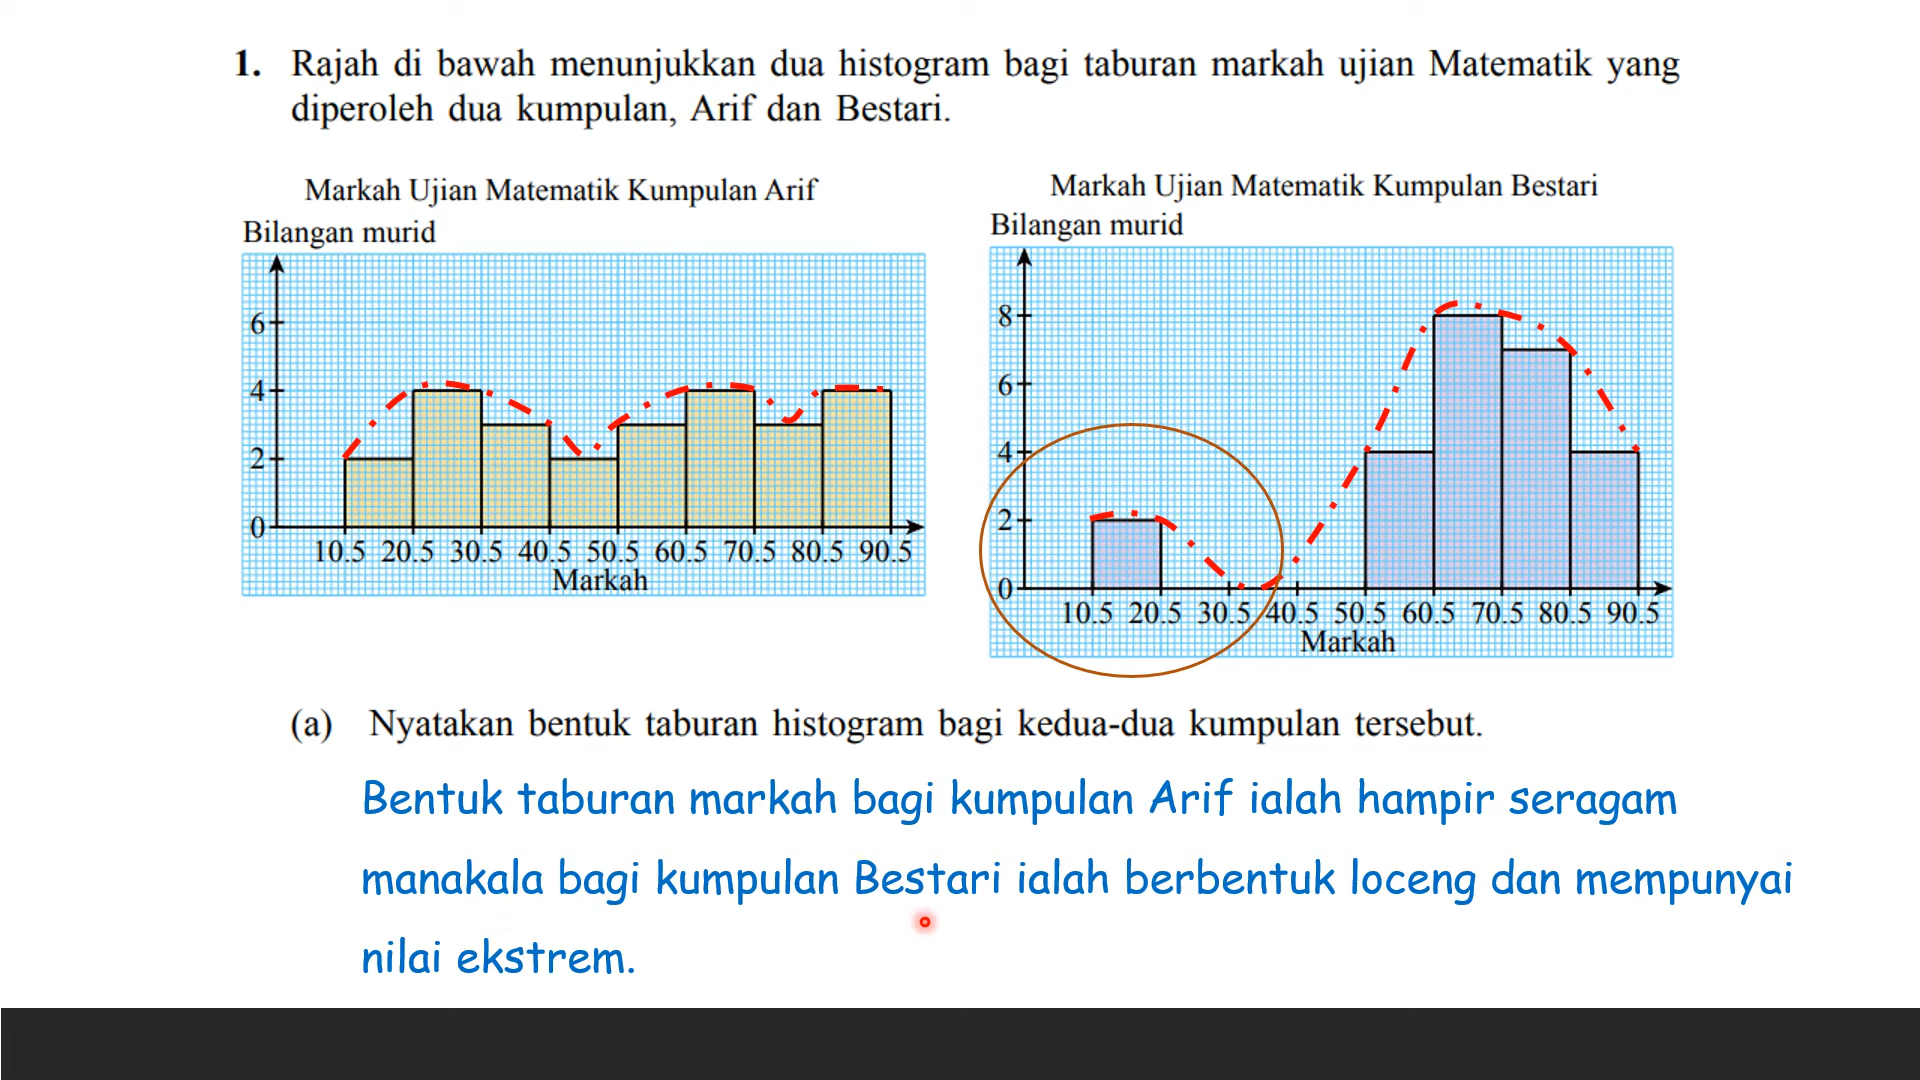 1. Rajah di bawah menunjukkan dua histogram bagi taburan markah ujian Matematik yang
diperoleh dua kumpulan, Arif dan Bestari.
Markah Ujian Matematik Kumpulan Arif
Bilangan murid
6
4
2
0
10.5 20.5 30.5 40.5 50.5 60.5 70.5 80.5 90.5
Markah
Markah Ujian Matematik Kumpulan Bestari
Bilangan murid
8
6
4
2
0
10.5 20.5 30.5 40.5 50.5 60.5 70.5 80.5 90.5
Markah
(a) Nyatakan bentuk taburan histogram bagi kedua-dua kumpulan tersebut.
Bentuk taburan markah bagi kumpulan Arif ialah hampir seragam
manakala bagi kumpulan Bestari ialah berbentuk loceng dan mempunyai
nilai ekstrem.